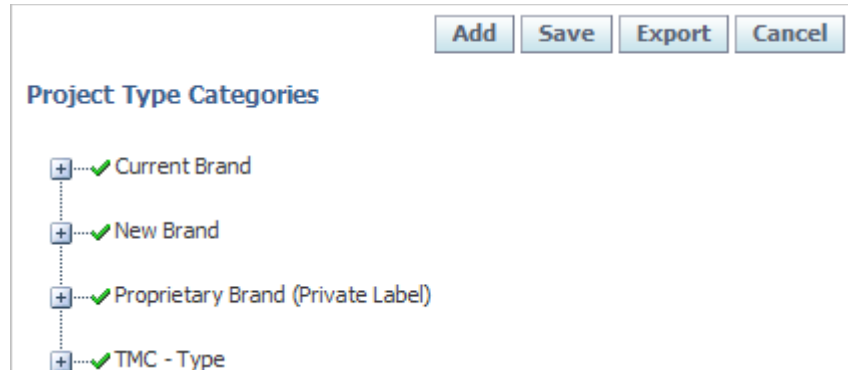 Add Save Export Cancel
Project Type Categories
Current Brand
New Brand
Proprietary Brand (Private Label)
TMC - Type